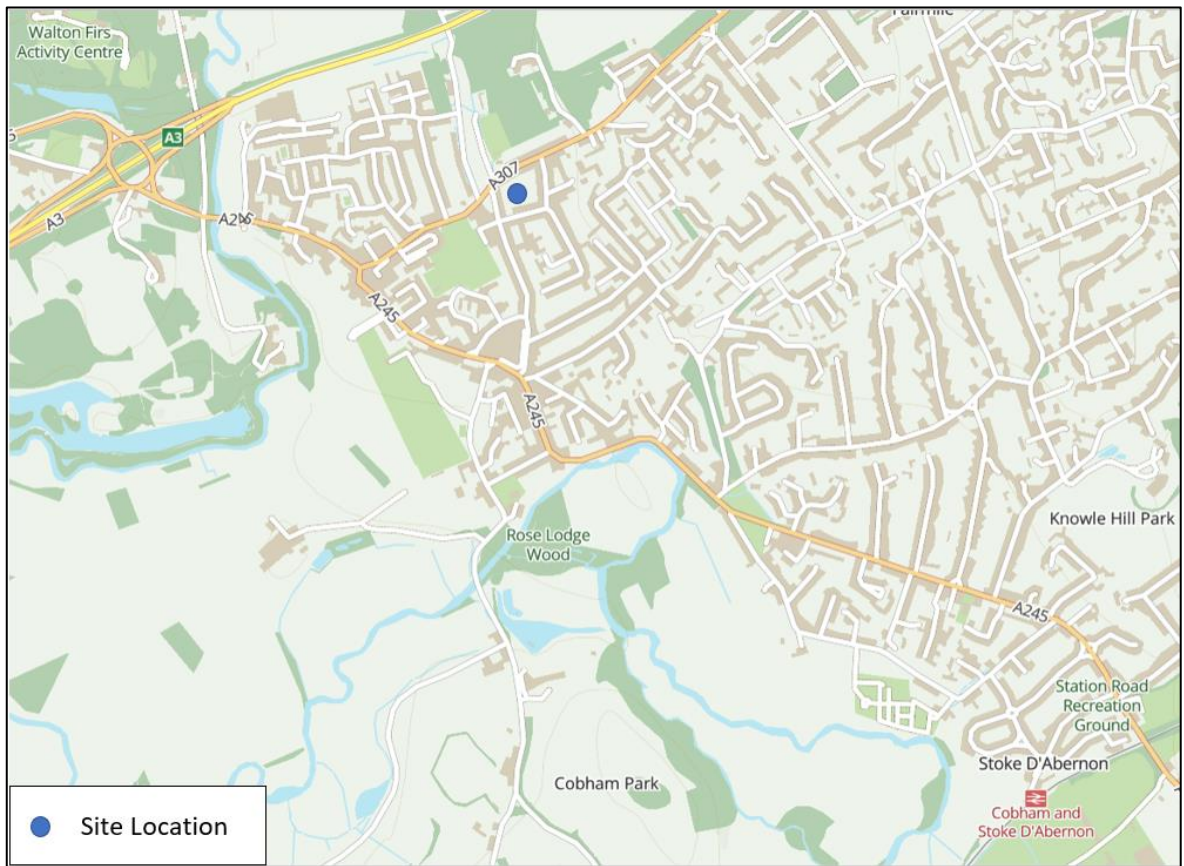 Walton Firs
Activity Centre
A3
A3
A245
A307
A245
A245
Rose Lodge
Wood
Knowle Hill Park
A245
Station Road
Recreation
Ground
Stoke D'Abernon
Cobham Park
Cobham and
Stoke D'Abernon
Site Location